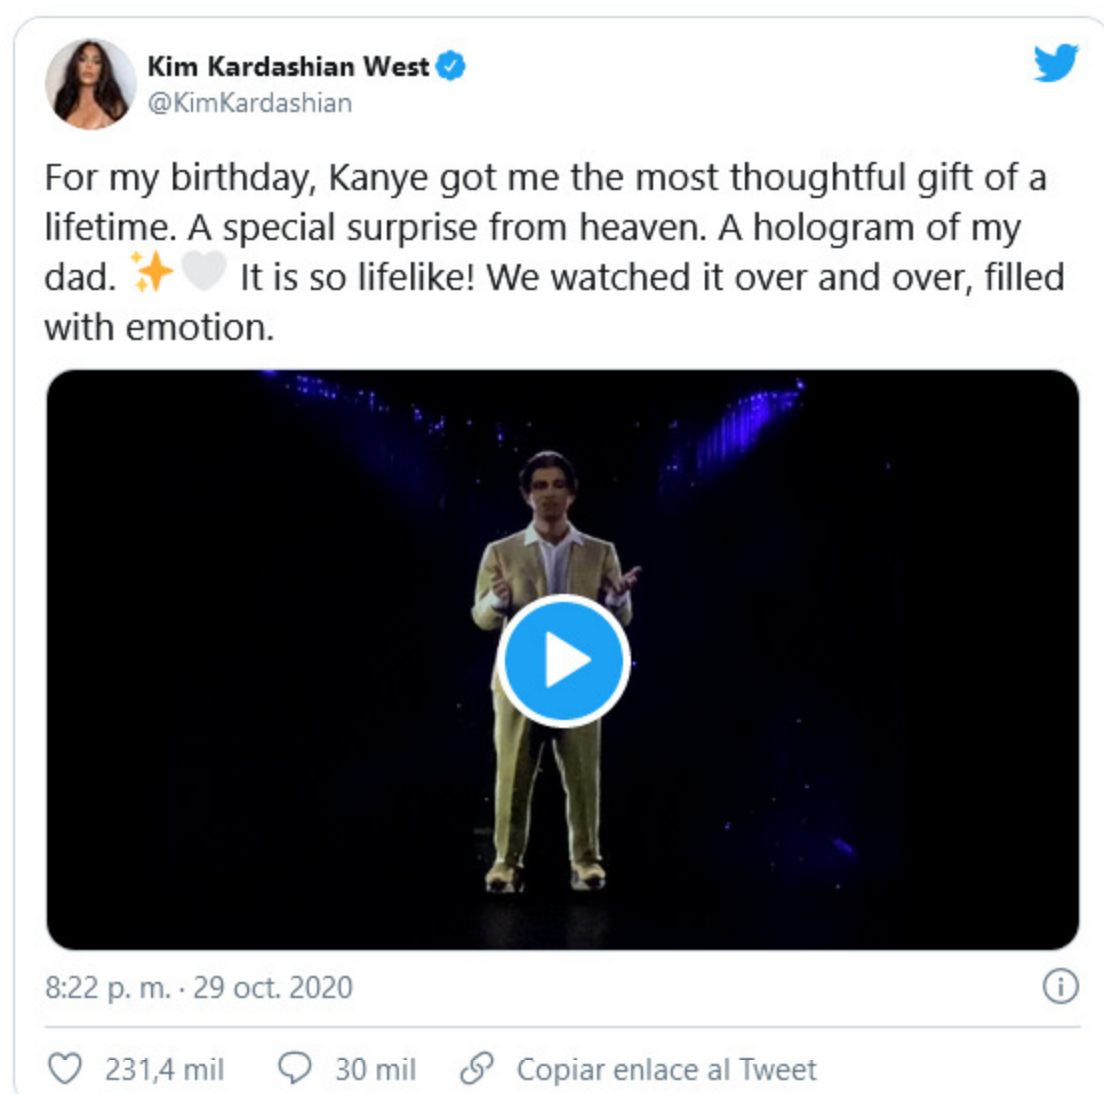 Kim Kardashian West
@KimKardashian
For my birthday, Kanye got me the most thoughtful gift of a
lifetime. A special surprise from heaven. A hologram of my
dad. ✨🤍 It is so lifelike! We watched it over and over, filled
with emotion.
8:22 p. m. · 29 oct. 2020
231,4 mil 30 mil Copiar enlace al Tweet